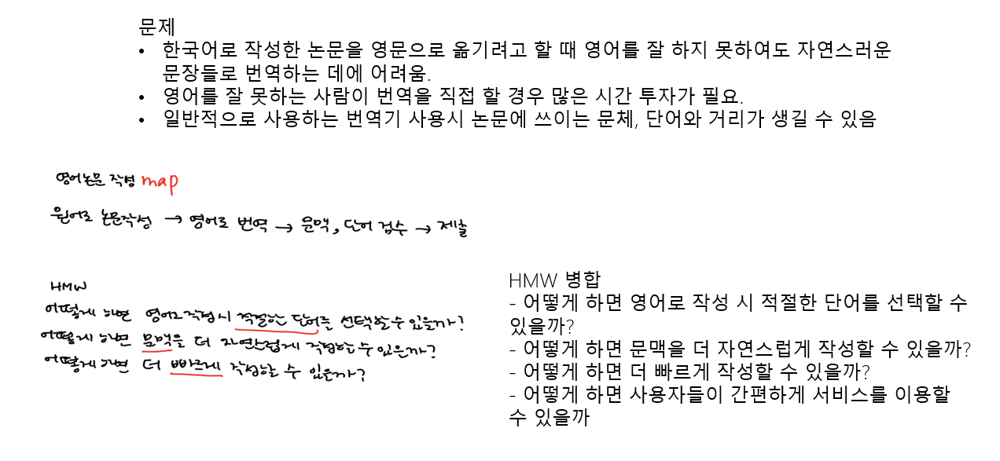 문제
• 한국어로 작성한 논문을 영문으로 옮기려고 할 때 영어를 잘 하지 못하여도 자연스러운
문장들로 번역하는 데에 어려움.
• 영어를 잘 못하는 사람이 번역을 직접 할 경우 많은 시간 투자가 필요.
• 일반적으로 사용하는 번역기 사용시 논문에 쓰이는 문체, 단어와 거리가 생길 수 있음
영어논문 작성 map
원어로 논문작성 → 영어로 번역 → 문맥, 단어 검수 → 제출
HMW
어떻게 하면 영어로작성시 적절한 단어를 선택할수 있을까?
어떻게 하면 문맥을 더 자연스럽게 작성할수 있을까?
어떻게하면 더 빠르게 작성할 수 있을까?
HMW 병합
- 어떻게 하면 영어로 작성 시 적절한 단어를 선택할 수
있을까?
- 어떻게 하면 문맥을 더 자연스럽게 작성할 수 있을까?
- 어떻게 하면 더 빠르게 작성할 수 있을까?
- 어떻게 하면 사용자들이 간편하게 서비스를 이용할
수 있을까